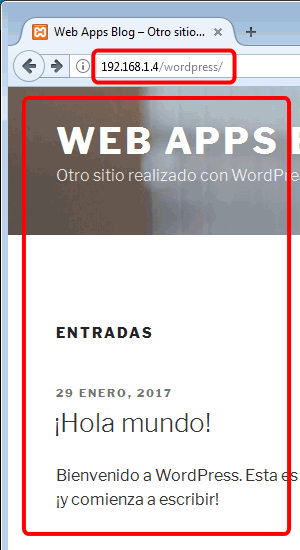 Web Apps Blog – Otro sitio...
192.168.1.4/wordpress/
WEB APPS
Otro sitio realizado con WordPre
ENTRADAS
29 ENERO, 2017
¡Hola mundo!
Bienvenido a WordPress. Esta es
¡y comienza a escribir!